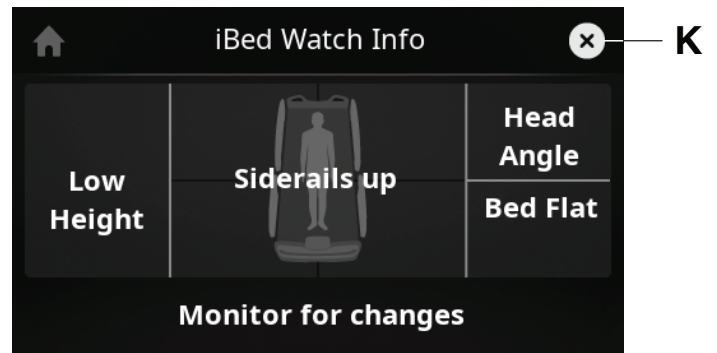 iBed Watch Info
K
Low
Height
Siderails up
Head
Angle
Bed Flat
Monitor for changes